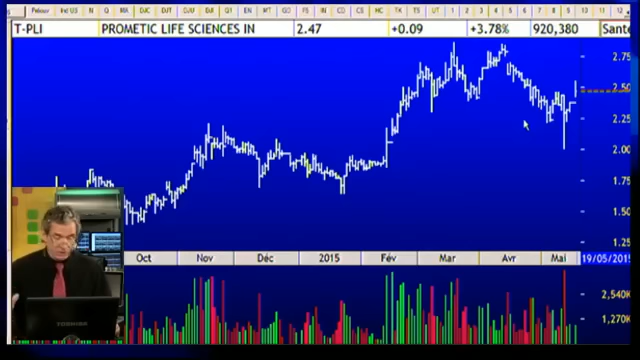 T-PLI PROMETIC LIFE SCIENCES IN 2.47 +0.09 +3.78% 920,380 Sant
2.75
2.50
2.25
2.00
1.75
1.50
1.25
Oct Nov Déc 2015 Fév Mar Avr Mai 19/05/2015
2,540K
1,270K
TOSHIBA